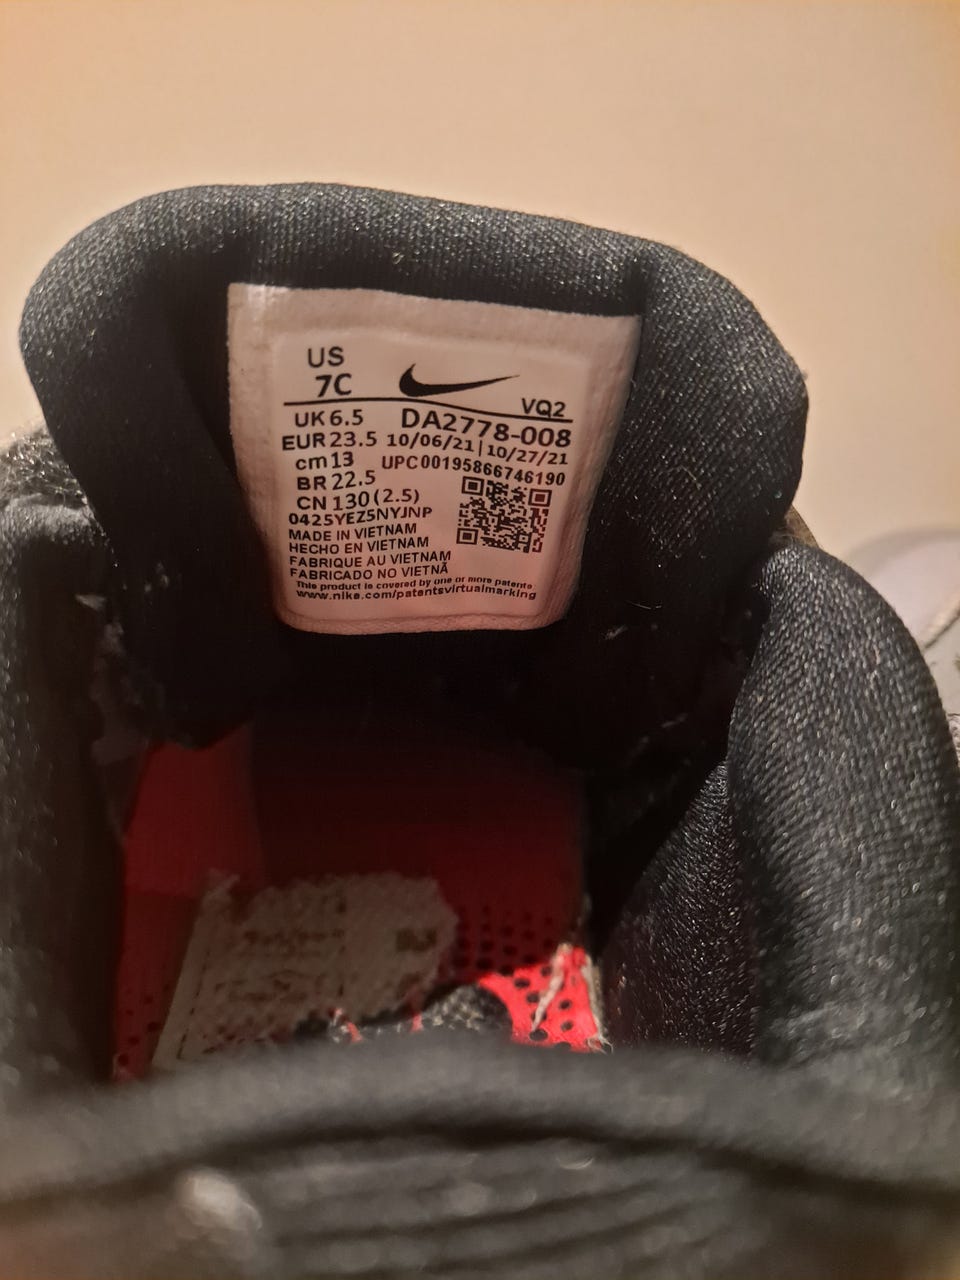 US
7C
VQ2
UK 6.5 DA2778-008
EUR 23.5 10/06/21|10/27/21
cm 13 UPC00195866746190
BR 22.5
CN 130(2.5)
0425YEZ5NYJNP
MADE IN VIETNAM
HECHO EN VIETNAM
FABRIQUE AU VIETNAM
FABRICADO NO VIETNÃ
This product is covered by one or more patents
www.nike.com/patentsvirtualmarking